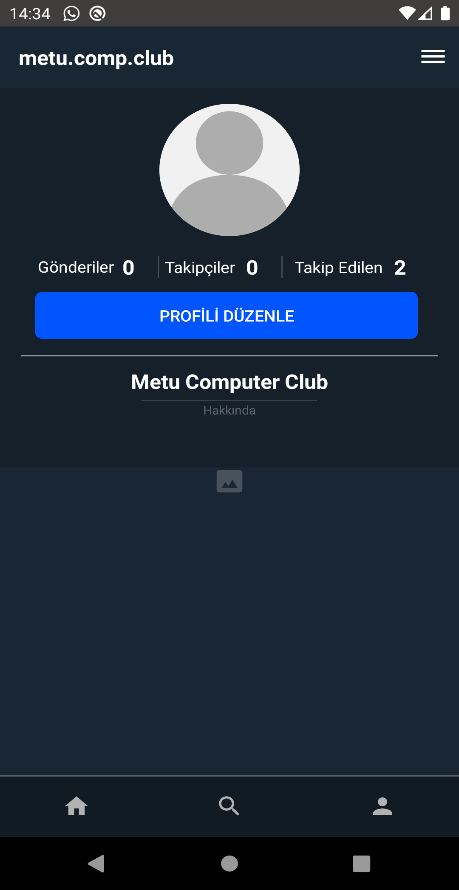 14:34
metu.comp.club
Gönderiler 0 Takipçiler 0 Takip Edilen 2
PROFİLİ DÜZENLE
Metu Computer Club
Hakkında